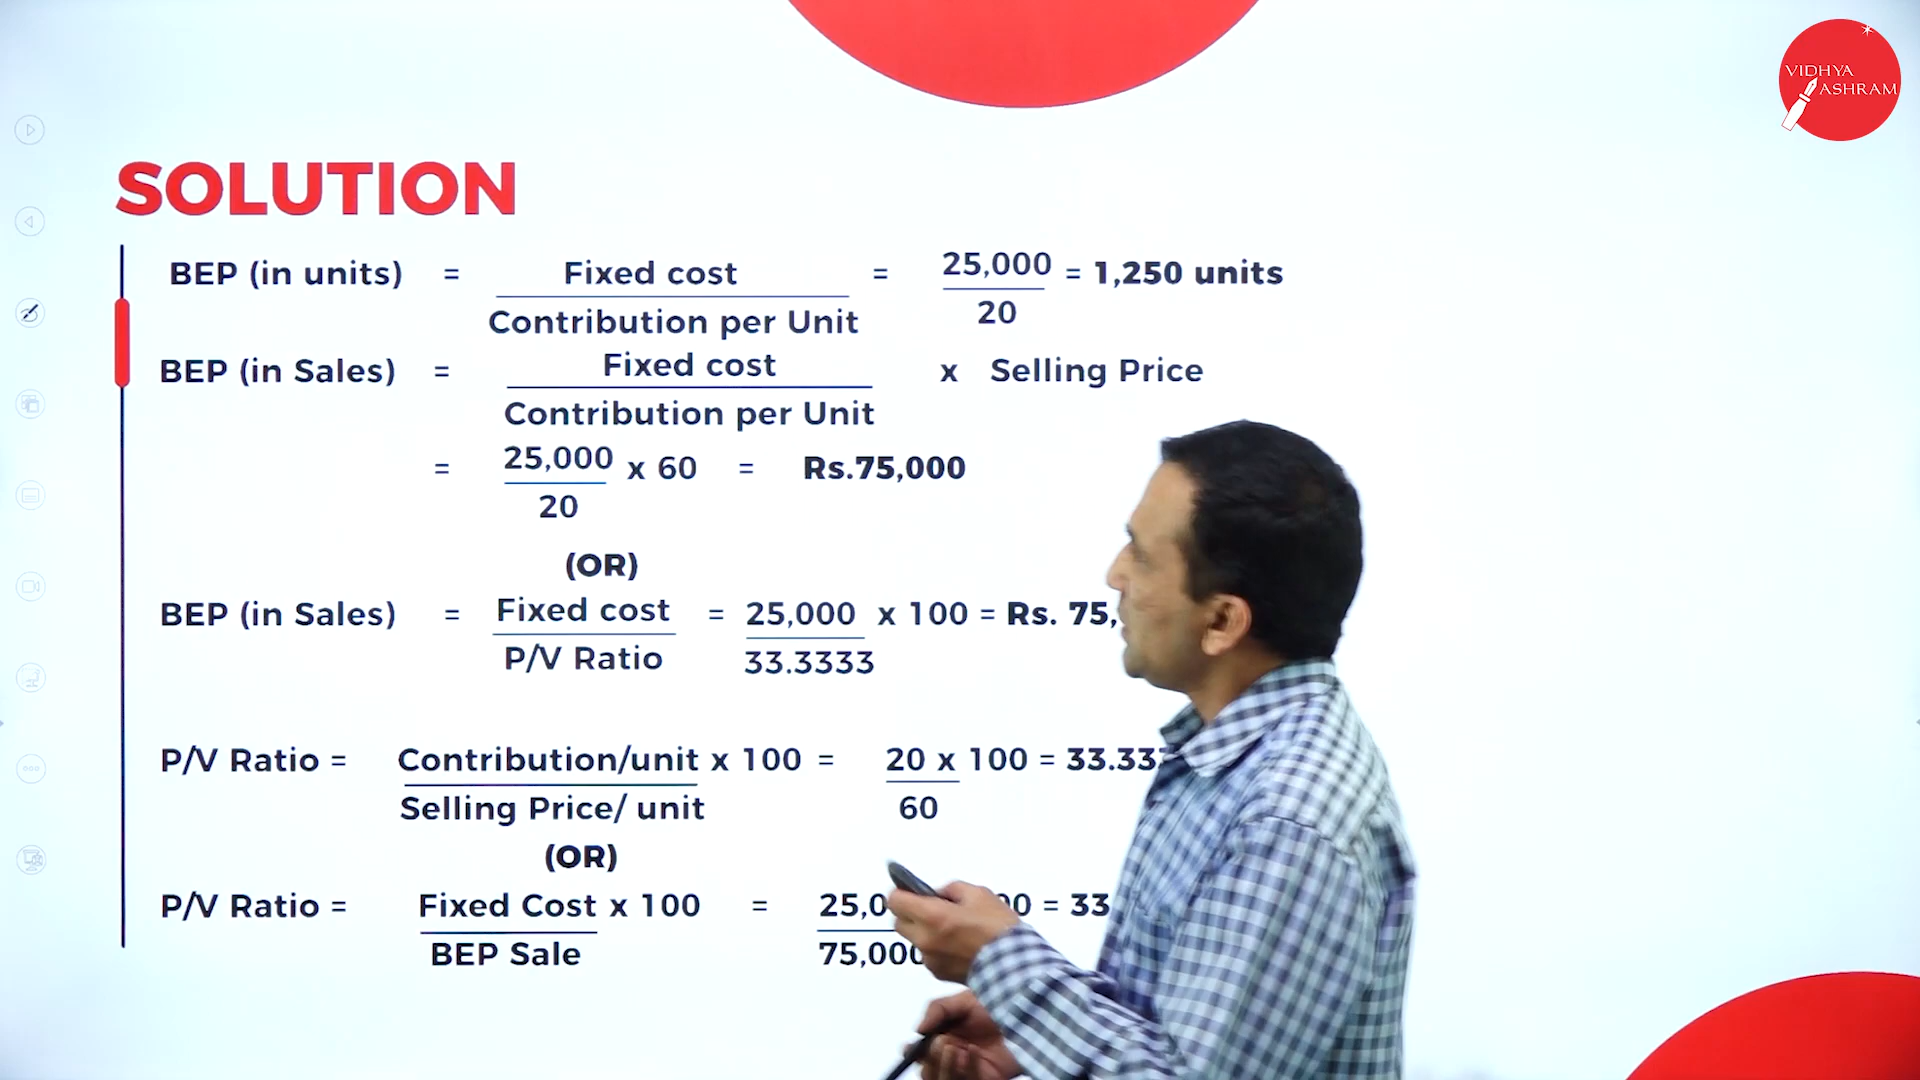 VIDHYA
ASHRAM
SOLUTION
BEP (in units) = Fixed cost = 25,000 = 1,250 units
Contribution per Unit 20
BEP (in Sales) = Fixed cost x Selling Price
Contribution per Unit
= 25,000 x 60 = Rs.75,000
20
(OR)
BEP (in Sales) = Fixed cost = 25,000 x 100 = Rs. 75,
P/V Ratio 33.3333
P/V Ratio = Contribution/unit x 100 = 20 x 100 = 33.33
Selling Price/ unit 60
(OR)
P/V Ratio = Fixed Cost x 100 = 25,0 = 33
BEP Sale 75,000